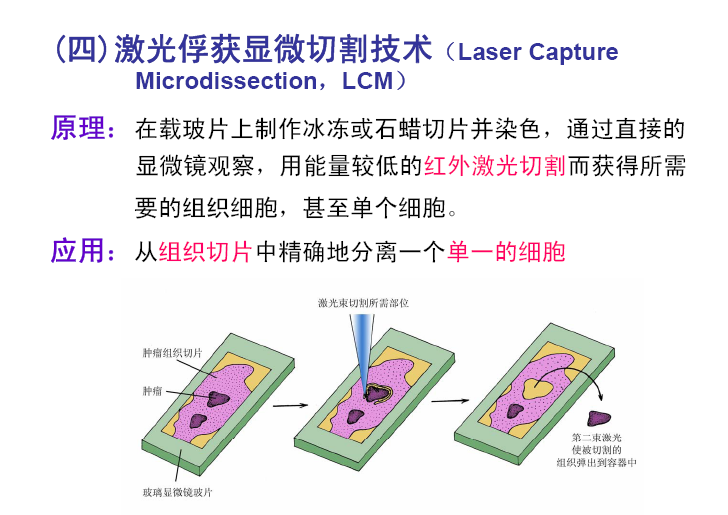 (四)激光俘获显微切割技术（Laser Capture
Microdissection，LCM）
原理：在载玻片上制作冰冻或石蜡切片并染色，通过直接的
显微镜观察，用能量较低的红外激光切割而获得所需
要的组织细胞，甚至单个细胞。
应用：从组织切片中精确地分离一个单一的细胞
激光束切割所需部位
肿瘤组织切片
肿瘤
玻璃显微镜玻片
第二束激光
使被切割的
组织弹出到容器中